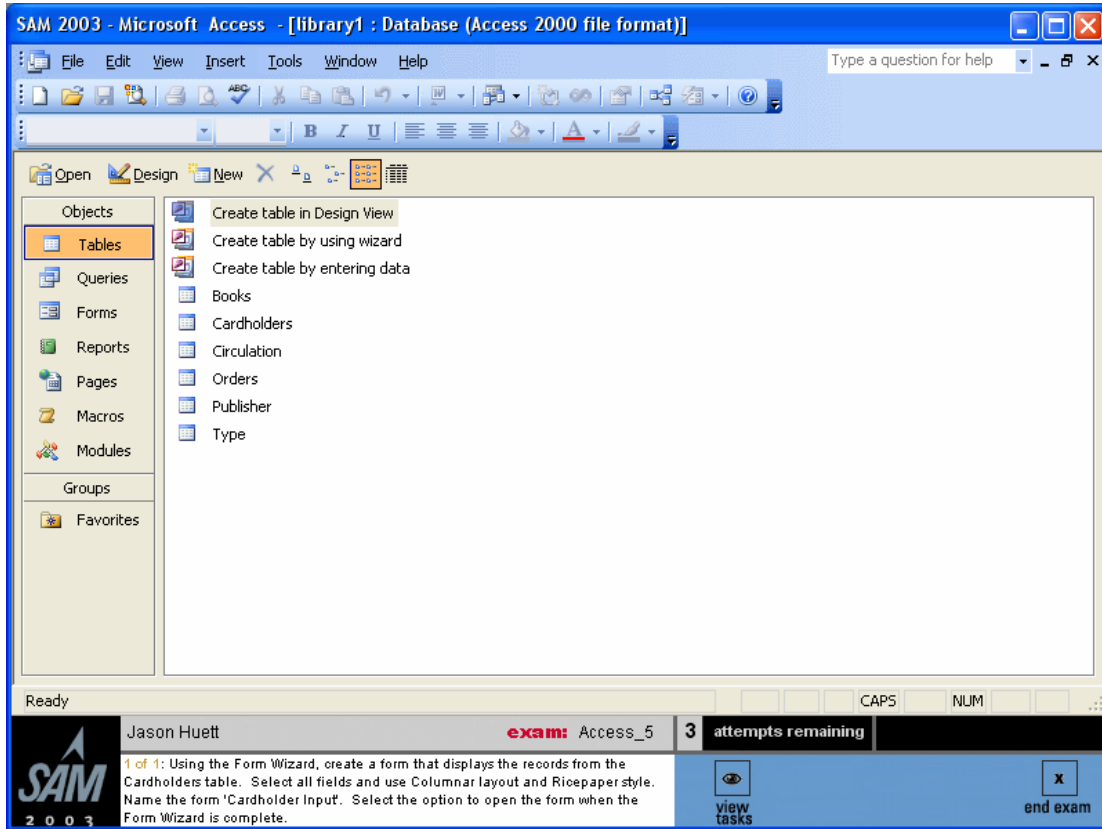 SAM 2003 - Microsoft Access - [library1 : Database (Access 2000 file format)]
File Edit View Insert Tools Window Help Type a question for help
ABC
B I U A
Open Design New
Objects
Tables
Queries
Forms
Reports
Pages
Macros
Modules
Groups
Favorites
Create table in Design View
Create table by using wizard
Create table by entering data
Books
Cardholders
Circulation
Orders
Publisher
Type
Ready CAPS NUM
Jason Huett exam: Access_5 3 attempts remaining
SAM
2003
1 of 1: Using the Form Wizard, create a form that displays the records from the
Cardholders table. Select all fields and use Columnar layout and Ricepaper style.
Name the form 'Cardholder Input'. Select the option to open the form when the
Form Wizard is complete.
view
tasks
x
end exam